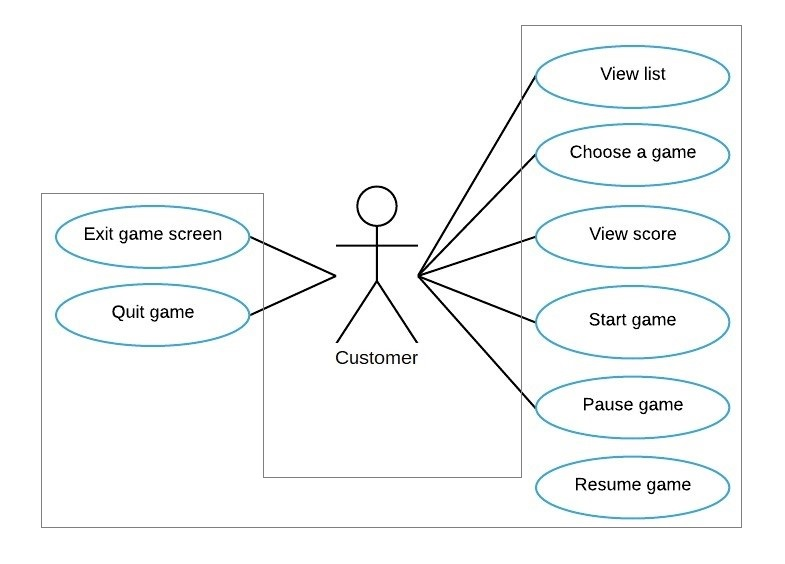 View list
Choose a game
Exit game screen
View score
Quit game
Start game
Customer
Pause game
Resume game